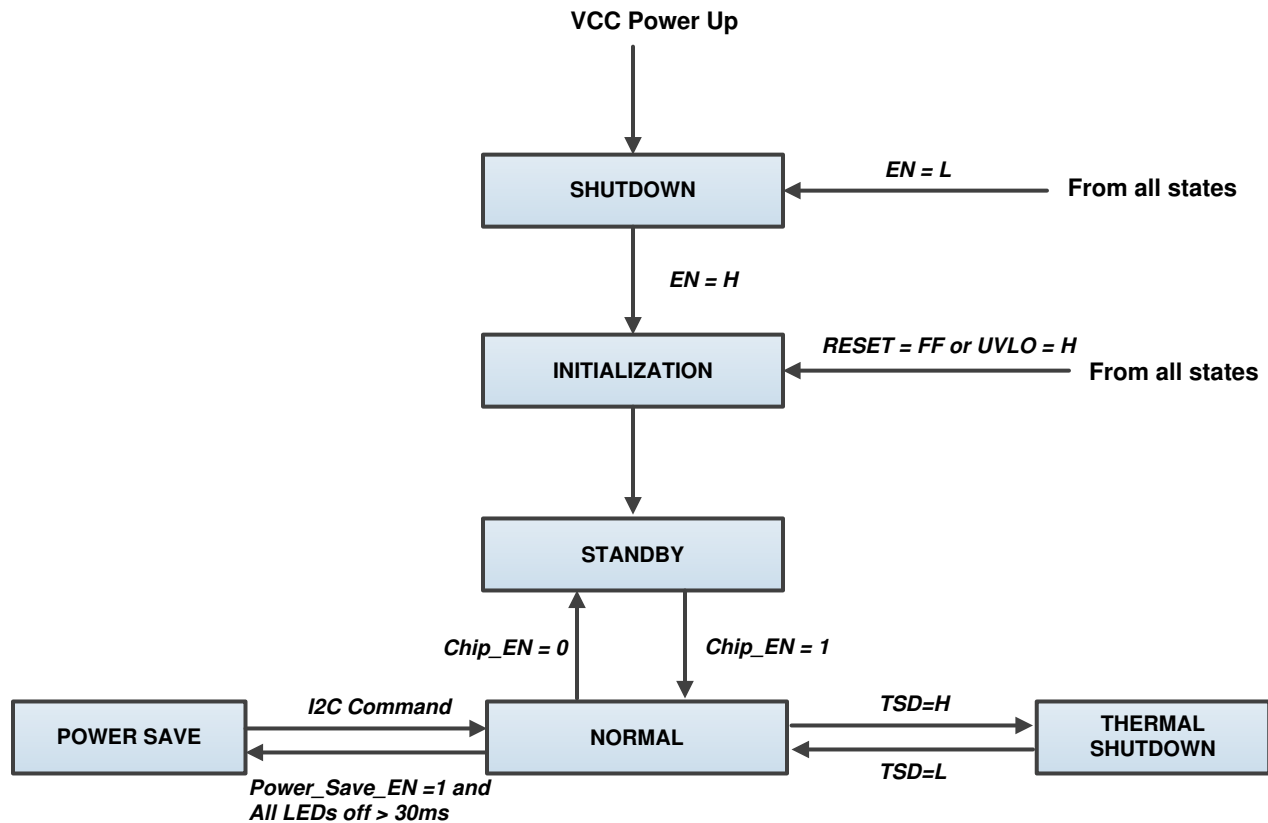 VCC Power Up
SHUTDOWN
EN = L
From all states
EN = H
INITIALIZATION
RESET = FF or UVLO = H
From all states
STANDBY
Chip_EN = 0
Chip_EN = 1
POWER SAVE
I2C Command
NORMAL
TSD=H
THERMAL
SHUTDOWN
TSD=L
Power_Save_EN =1 and
All LEDs off > 30ms